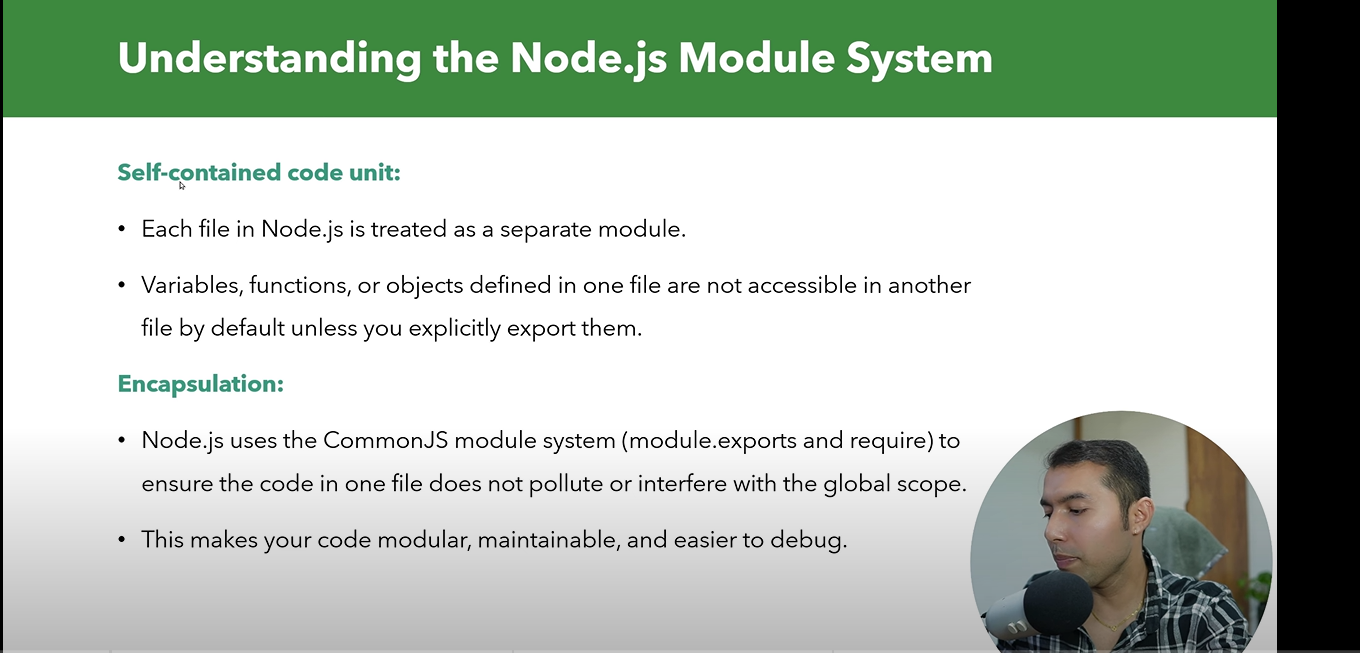 Understanding the Node.js Module System
Self-contained code unit:
• Each file in Node.js is treated as a separate module.
• Variables, functions, or objects defined in one file are not accessible in another
file by default unless you explicitly export them.
Encapsulation:
• Node.js uses the CommonJS module system (module.exports and require) to
ensure the code in one file does not pollute or interfere with the global scope.
• This makes your code modular, maintainable, and easier to debug.